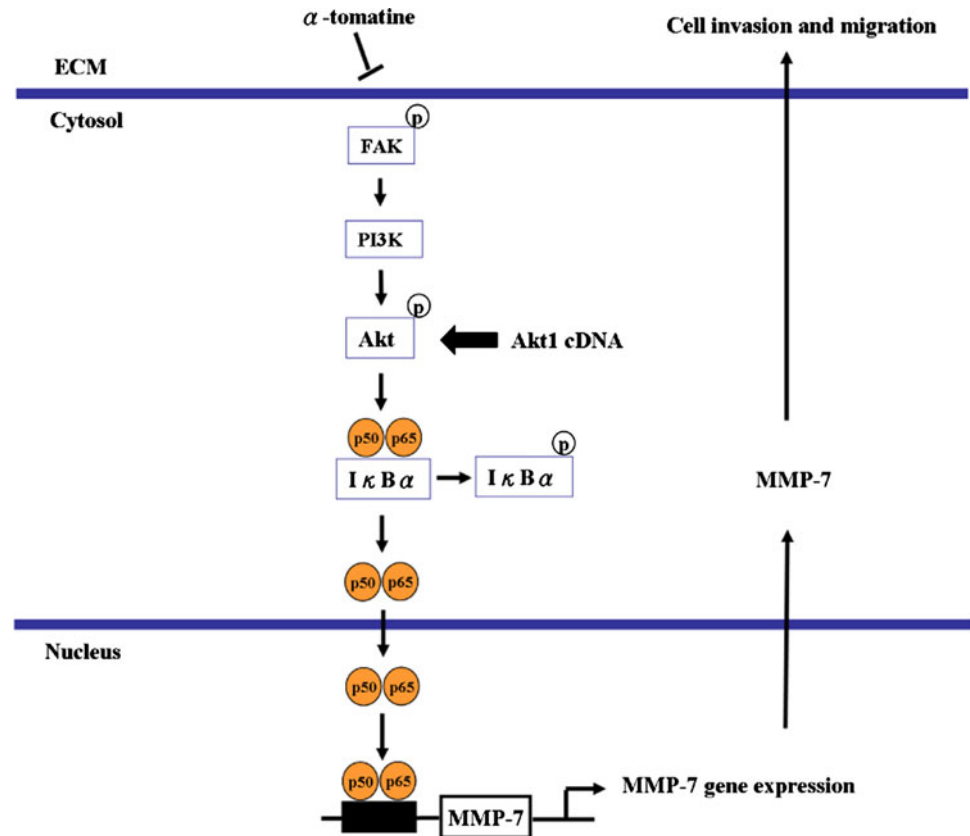 α-tomatine
Cell invasion and migration
ECM
Cytosol
p
FAK
PI3K
p
Akt
Akt1 cDNA
p50 p65
p
IκBα
IκBα
MMP-7
p50 p65
Nucleus
p50 p65
p50 p65
MMP-7 gene expression
MMP-7